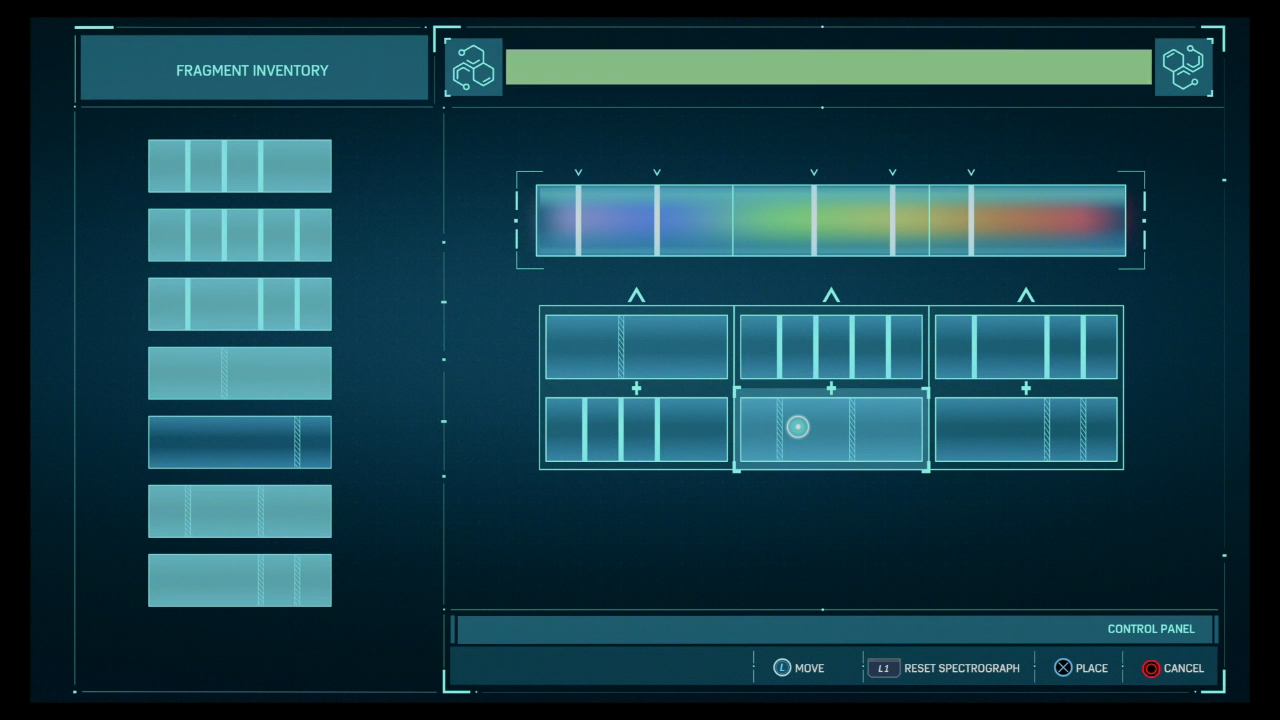 FRAGMENT INVENTORY
CONTROL PANEL
L MOVE
L1 RESET SPECTROGRAPH
PLACE
CANCEL